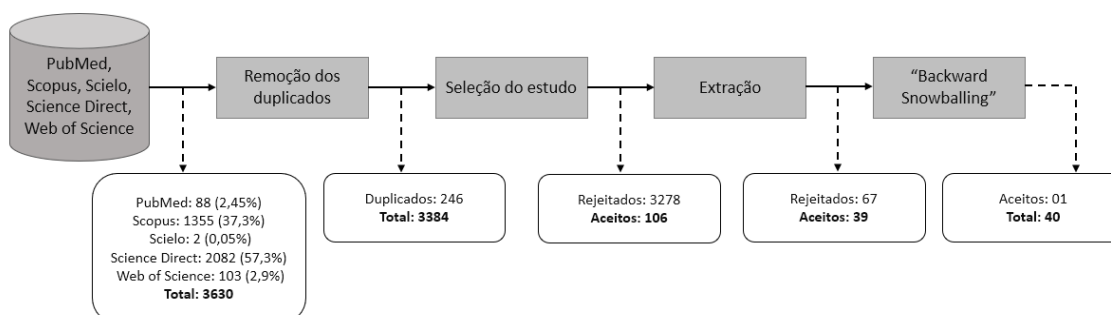 PubMed,
Scopus, Scielo,
Science Direct,
Web of Science
Remoção dos
duplicados
Seleção do estudo
Extração
“Backward
Snowballing”
PubMed: 88 (2,45%)
Scopus: 1355 (37,3%)
Scielo: 2 (0,05%)
Science Direct: 2082 (57,3%)
Web of Science: 103 (2,9%)
Total: 3630
Duplicados: 246
Total: 3384
Rejeitados: 3278
Aceitos: 106
Rejeitados: 67
Aceitos: 39
Aceitos: 01
Total: 40